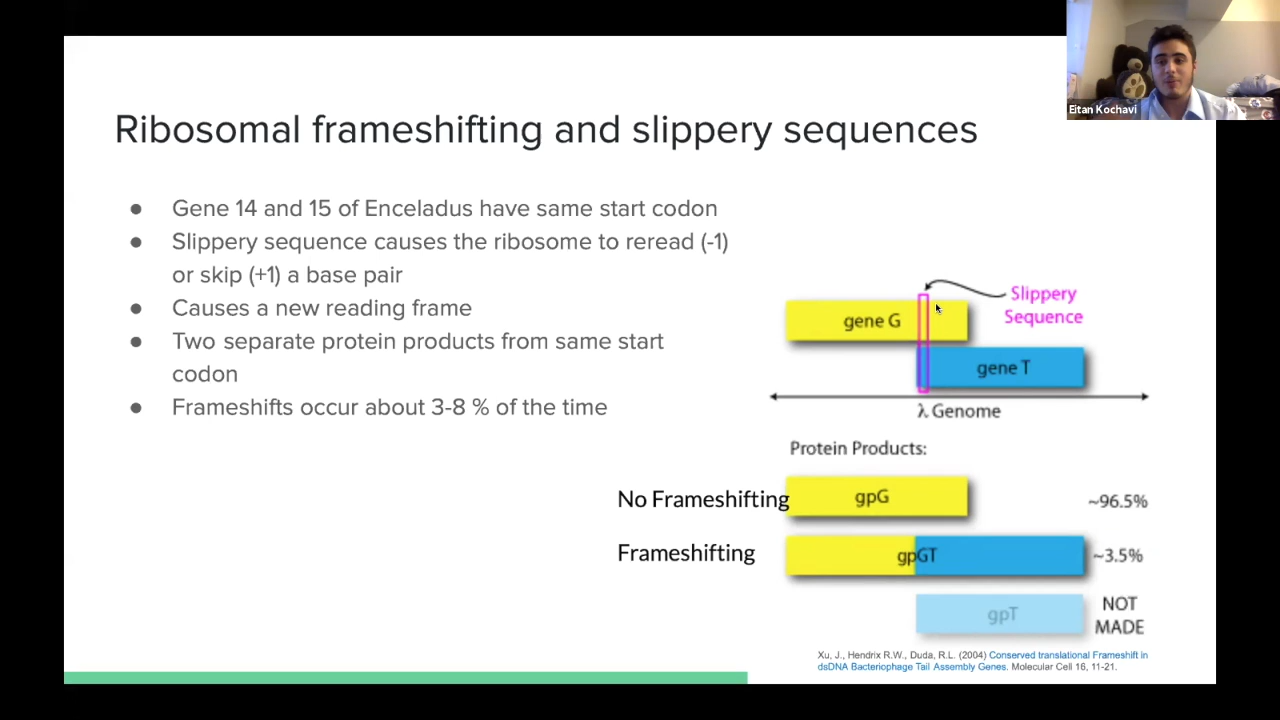 Eitan Kochavi
Ribosomal frameshifting and slippery sequences
● Gene 14 and 15 of Enceladus have same start codon
● Slippery sequence causes the ribosome to reread (-1)
or skip (+1) a base pair
● Causes a new reading frame
● Two separate protein products from same start
codon
● Frameshifts occur about 3-8 % of the time
Slippery
Sequence
gene G
gene T
λ Genome
Protein Products:
No Frameshifting
gpG
~96.5%
Frameshifting
gpGT
~3.5%
gpT
NOT
MADE
Xu, J., Hendrix R.W., Duda, R.L. (2004) Conserved translational Frameshift in
dsDNA Bacteriophage Tail Assembly Genes. Molecular Cell 16, 11-21.